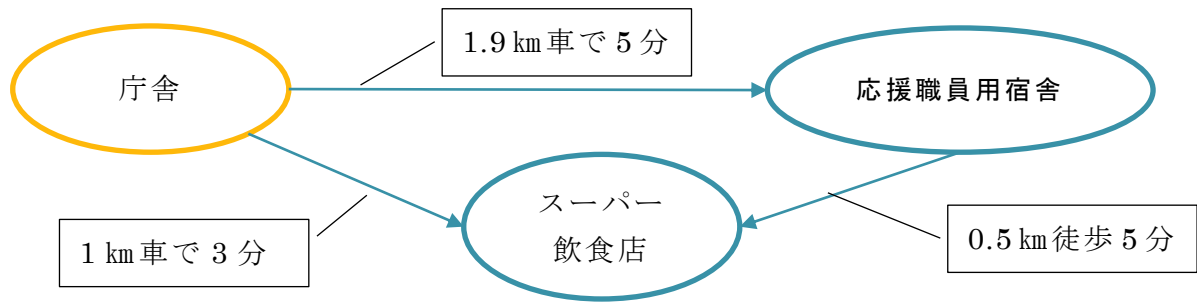 1.9㎞車で5分
庁舎
応援職員用宿舎
スーパー
飲食店
1㎞車で3分
0.5㎞徒歩5分